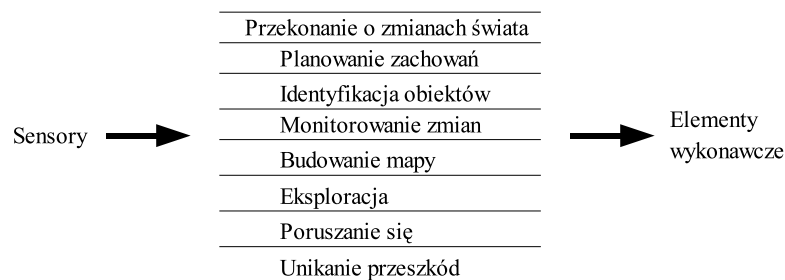 Przekonanie o zmianach świata
Planowanie zachowań
Identyfikacja obiektów
Monitorowanie zmian
Budowanie mapy
Eksploracja
Poruszanie się
Unikanie przeszkód
Sensory
Elementy
wykonawcze